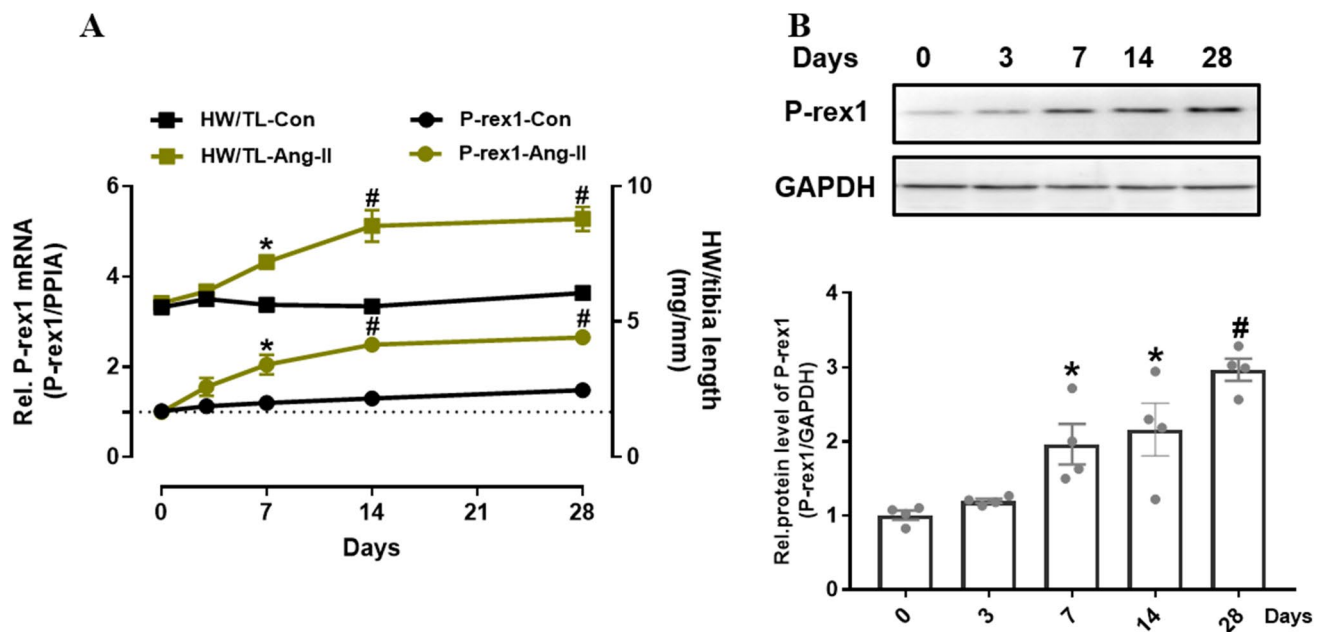 A
HW/TL-Con
P-rex1-Con
HW/TL-Ang-II
P-rex1-Ang-II
Rel. P-rex1 mRNA
(P-rex1/PPIA)
6
4
2
0
10
5
0
HW/tibia length
(mg/mm)
*
#
#
*
#
#
0 7 14 21 28
Days
B
Days 0 3 7 14 28
P-rex1
GAPDH
Rel.protein level of P-rex1
(P-rex1/GAPDH)
4
3
2
1
0
*
*
#
0 3 7 14 28 Days